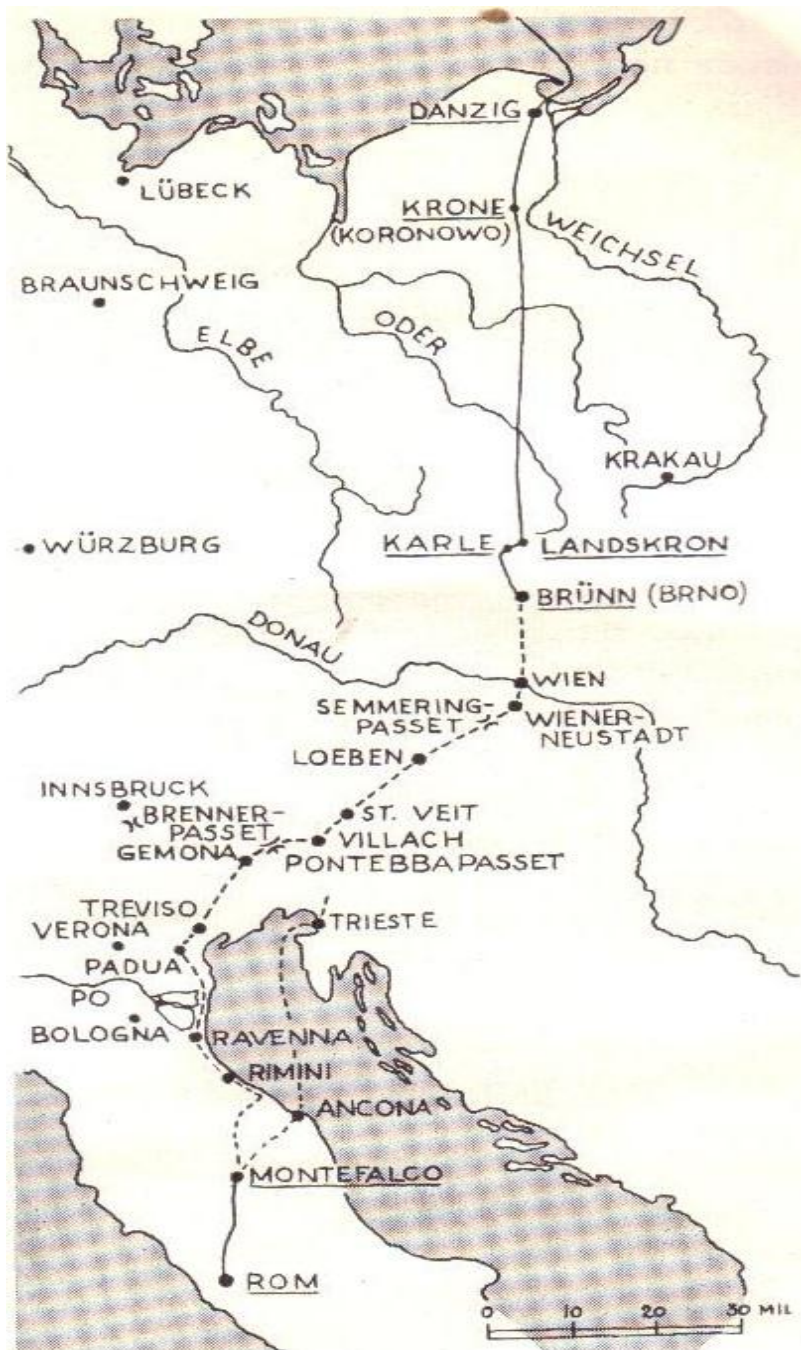 DANZIG
LÜBECK
KRONE
(KORONOWO)
WEICHSEL
BRAUNSCHWEIG
ELBE
ODER
KRAKAU
WÜRZBURG
KARLE
LANDSKRON
BRÜNN (BRNO)
DONAU
WIEN
SEMMERING-
PASSET
WIENER-
NEUSTADT
LOEBEN
INNSBRUCK
BRENNER-
PASSET
ST. VEIT
VILLACH
GEMONA
PONTEBBAPASSET
TREVISO
TRIESTE
VERONA
PADUA
PO
BOLOGNA
RAVENNA
RIMINI
ANCONA
MONTEFALCO
ROM
0 10 20 30 MIL